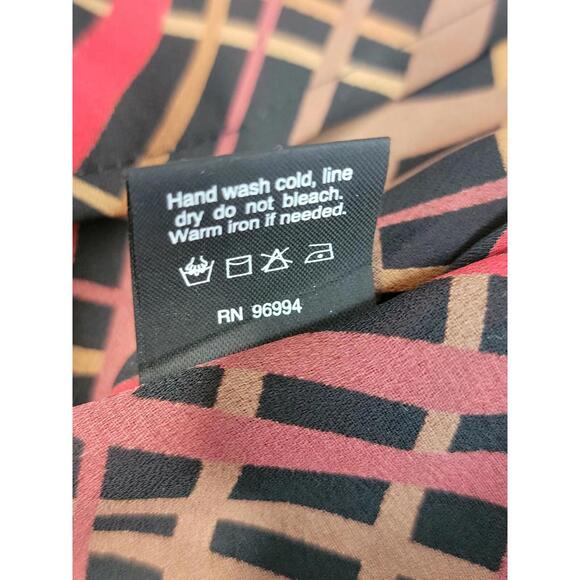 Hand wash cold, line
dry do not bleach.
Warm iron if needed.
RN 96994